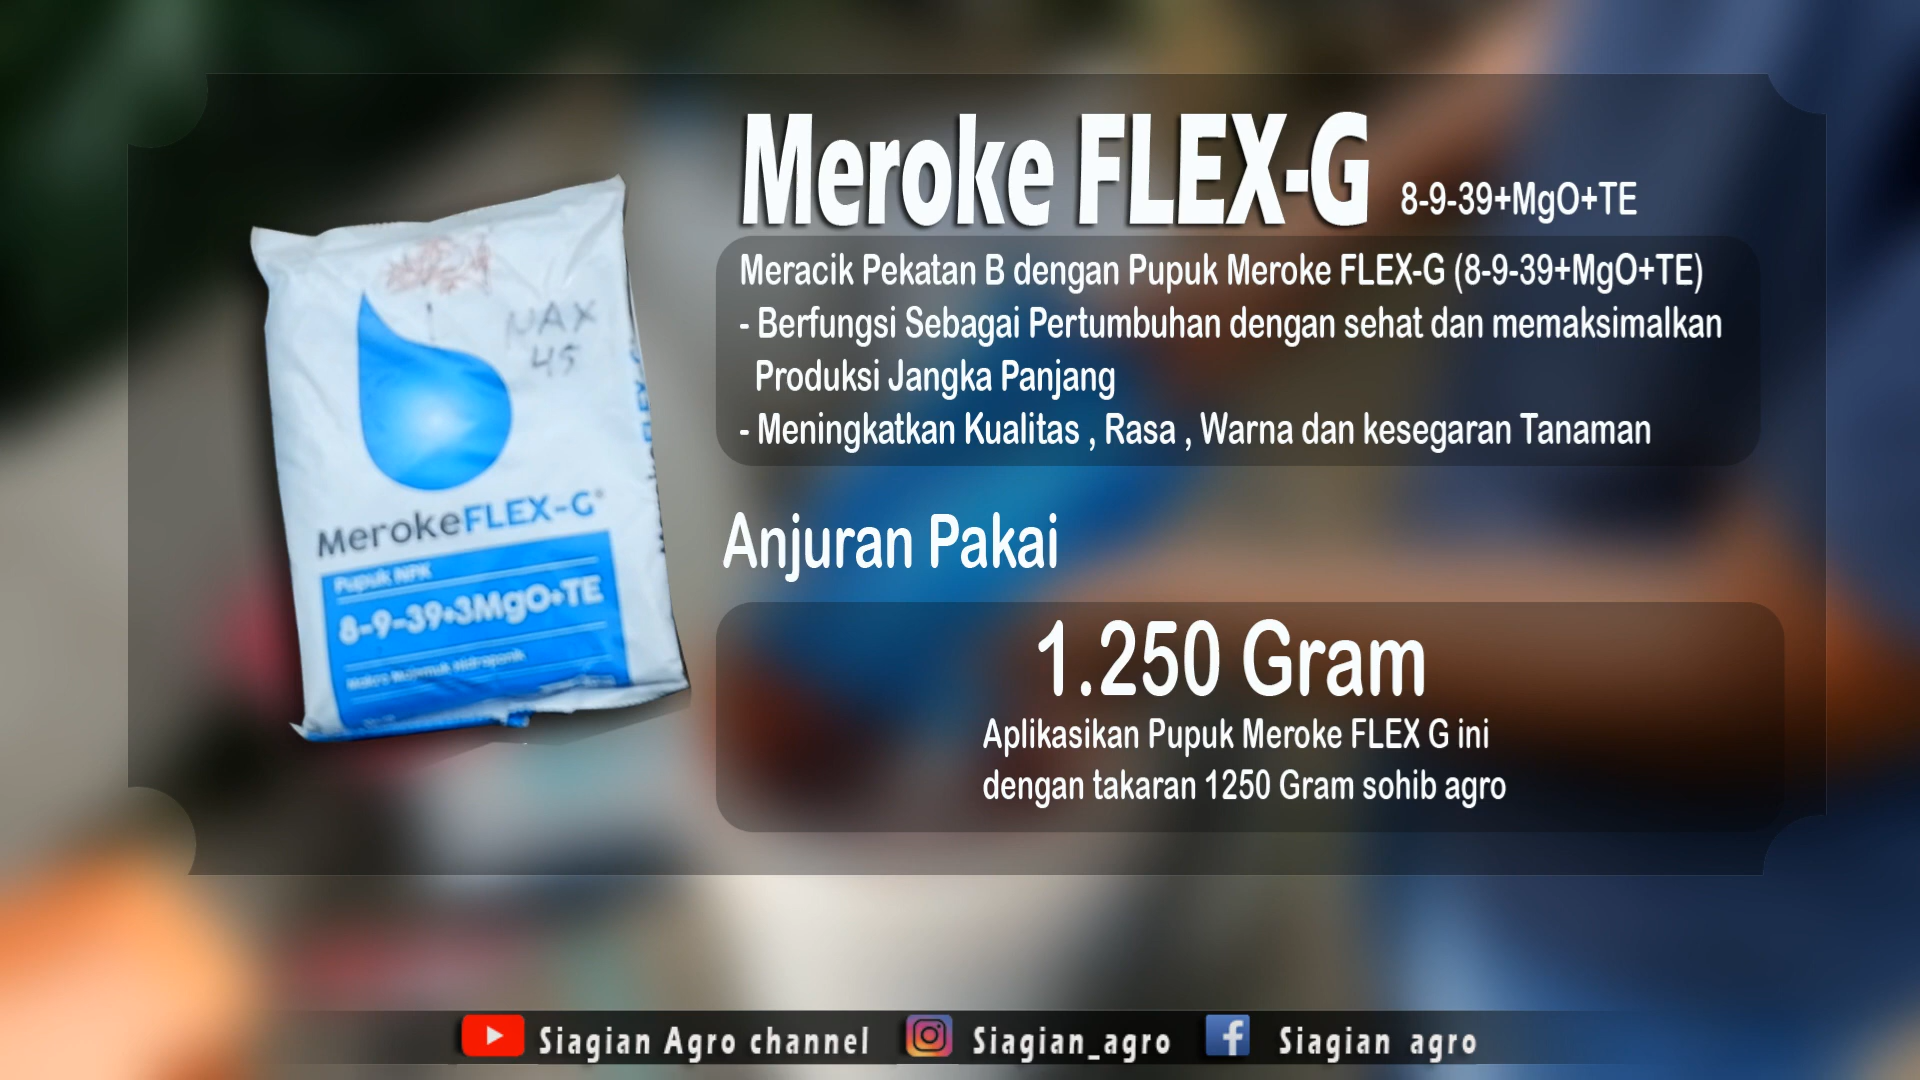 Meroke FLEX-G 8-9-39+MgO+TE
Meracik Pekatan B dengan Pupuk Meroke FLEX-G (8-9-39+MgO+TE)
- Berfungsi Sebagai Pertumbuhan dengan sehat dan memaksimalkan
Produksi Jangka Panjang
- Meningkatkan Kualitas , Rasa , Warna dan kesegaran Tanaman
NAX
45
MerokeFLEX-G®
Pupuk NPK
8-9-39+3MgO+TE
Anjuran Pakai
1.250 Gram
Aplikasikan Pupuk Meroke FLEX G ini
dengan takaran 1250 Gram sohib agro
Siagian Agro channel Siagian_agro Siagian agro